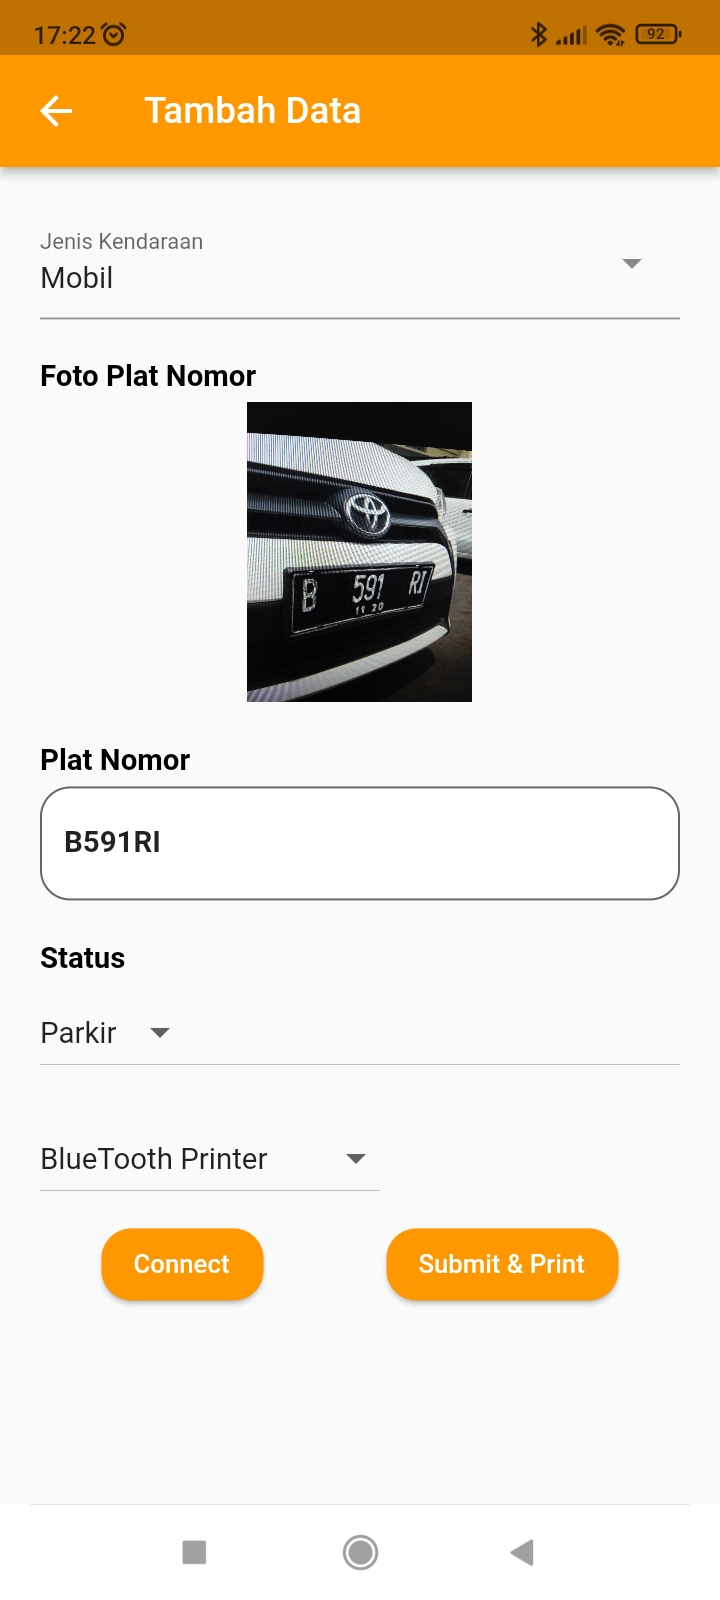 17:22
92
Tambah Data
Jenis Kendaraan
Mobil
Foto Plat Nomor
B 591 RI
11 20
Plat Nomor
B591RI
Status
Parkir
BlueTooth Printer
Connect
Submit & Print